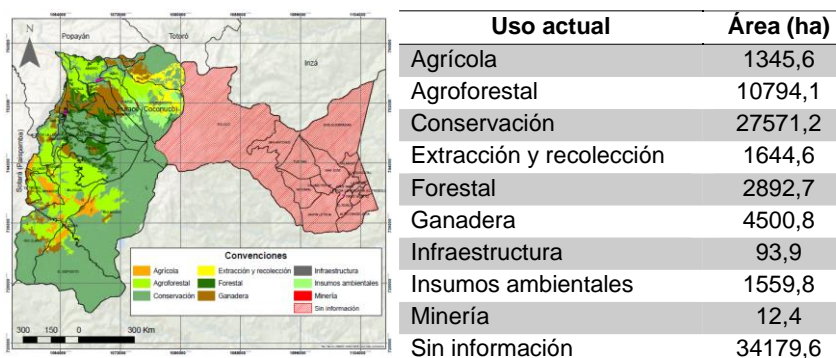 N
Popayán
Totoró
Inzá
Puracé (Coconuco)
Sotará (Paispamba)
Convenciones
Agrícola
Extracción y recolección
Infraestructura
Agroforestal
Forestal
Insumos ambientales
Conservación
Ganadera
Minería
Sin información
300 150 0 300 Km
Uso actual Área (ha)
Agrícola 1345,6
Agroforestal 10794,1
Conservación 27571,2
Extracción y recolección 1644,6
Forestal 2892,7
Ganadera 4500,8
Infraestructura 93,9
Insumos ambientales 1559,8
Minería 12,4
Sin información 34179,6